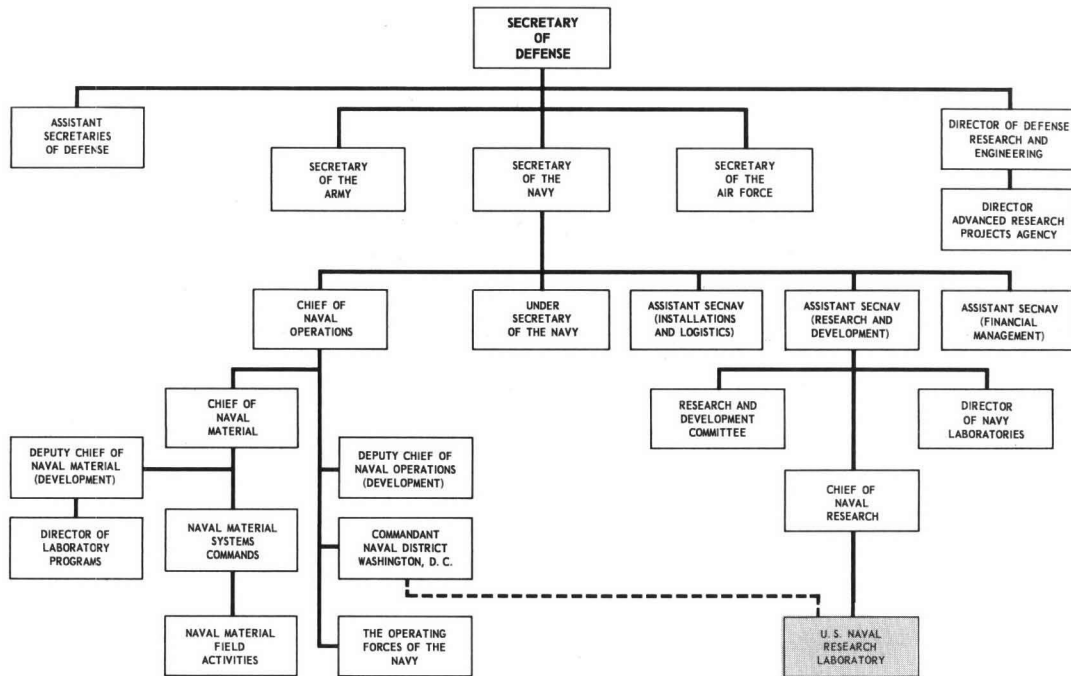 SECRETARY
OF
DEFENSE
ASSISTANT
SECRETARIES
OF DEFENSE
DIRECTOR OF DEFENSE
RESEARCH AND
ENGINEERING
SECRETARY
OF THE
ARMY
SECRETARY
OF THE
NAVY
SECRETARY
OF THE
AIR FORCE
DIRECTOR
ADVANCED RESEARCH
PROJECTS AGENCY
CHIEF OF
NAVAL
OPERATIONS
UNDER
SECRETARY
OF THE NAVY
ASSISTANT SECNAV
(INSTALLATIONS
AND LOGISTICS)
ASSISTANT SECNAV
(RESEARCH AND
DEVELOPMENT)
ASSISTANT SECNAV
(FINANCIAL
MANAGEMENT)
CHIEF OF
NAVAL
MATERIAL
RESEARCH AND
DEVELOPMENT
COMMITTEE
DIRECTOR
OF NAVY
LABORATORIES
DEPUTY CHIEF OF
NAVAL MATERIAL
(DEVELOPMENT)
DEPUTY CHIEF OF
NAVAL OPERATIONS
(DEVELOPMENT)
CHIEF OF
NAVAL
RESEARCH
DIRECTOR OF
LABORATORY
PROGRAMS
NAVAL MATERIAL
SYSTEMS
COMMANDS
COMMANDANT
NAVAL DISTRICT
WASHINGTON, D. C.
NAVAL MATERIAL
FIELD
ACTIVITIES
THE OPERATING
FORCES OF THE
NAVY
U. S. NAVAL
RESEARCH
LABORATORY